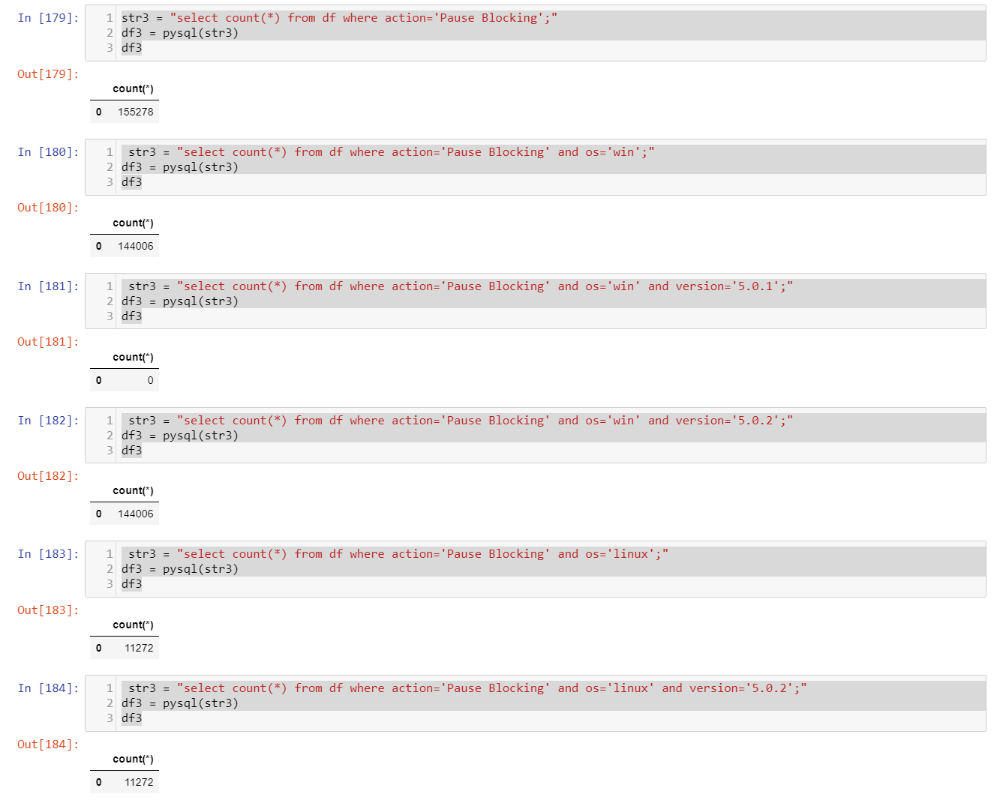 In [179]: 1 str3 = "select count(*) from df where action='Pause Blocking';"
2 df3 = pysql(str3)
3 df3
Out[179]:
count(*)
0 155278
In [180]: 1 str3 = "select count(*) from df where action='Pause Blocking' and os='win';"
2 df3 = pysql(str3)
3 df3
Out[180]:
count(*)
0 144006
In [181]: 1 str3 = "select count(*) from df where action='Pause Blocking' and os='win' and version='5.0.1';"
2 df3 = pysql(str3)
3 df3
Out[181]:
count(*)
0 0
In [182]: 1 str3 = "select count(*) from df where action='Pause Blocking' and os='win' and version='5.0.2';"
2 df3 = pysql(str3)
3 df3
Out[182]:
count(*)
0 144006
In [183]: 1 str3 = "select count(*) from df where action='Pause Blocking' and os='linux';"
2 df3 = pysql(str3)
3 df3
Out[183]:
count(*)
0 11272
In [184]: 1 str3 = "select count(*) from df where action='Pause Blocking' and os='linux' and version='5.0.2';"
2 df3 = pysql(str3)
3 df3
Out[184]:
count(*)
0 11272